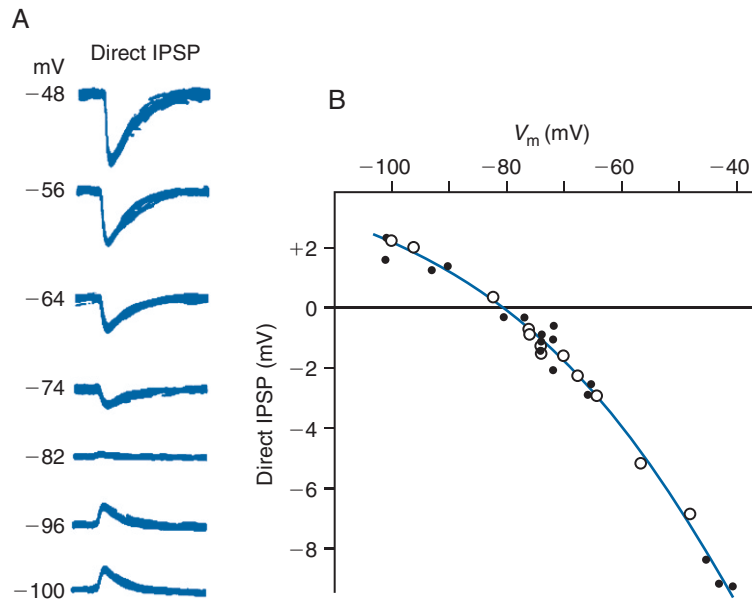 A
Direct IPSP
mV
−48
−56
−64
−74
−82
−96
−100
B
Vm (mV)
−100 −80 −60 −40
+2
0
−2
−4
−6
−8
Direct IPSP (mV)